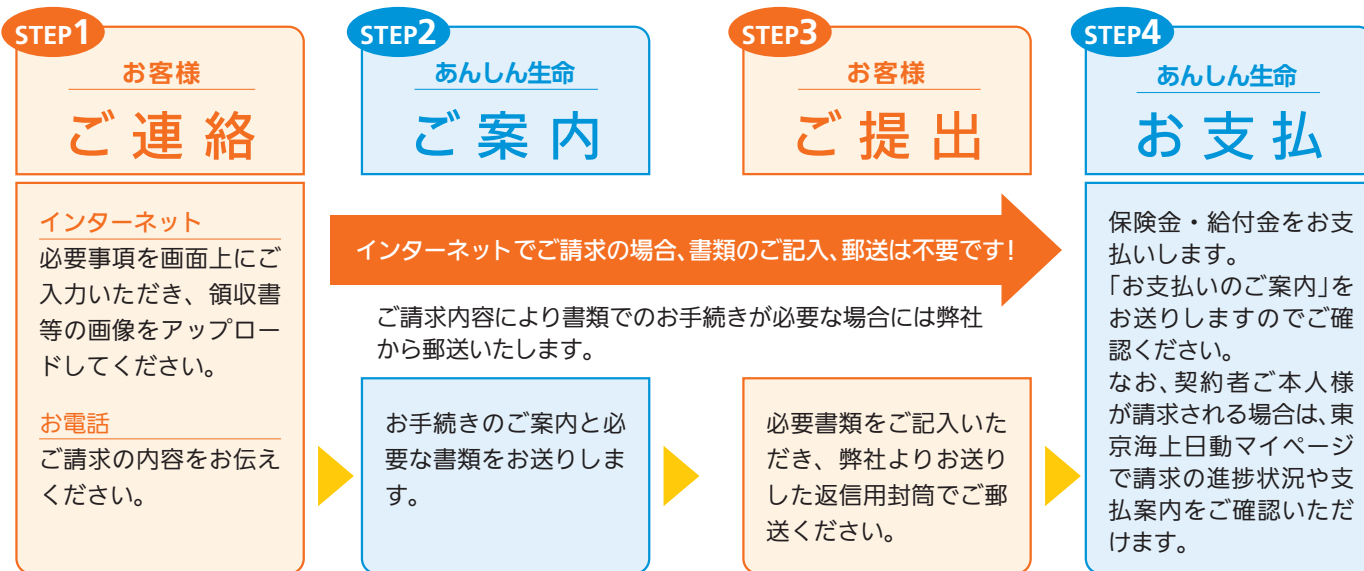 STEP1
お客様
ご連絡
インターネット
必要事項を画面上にご
入力いただき、領収書
等の画像をアップロー
ドしてください。
お電話
ご請求の内容をお伝え
ください。
STEP2
あんしん生命
ご案内
インターネットでご請求の場合、書類のご記入、郵送は不要です！
ご請求内容により書類でのお手続きが必要な場合には弊社
から郵送いたします。
お手続きのご案内と必
要な書類をお送りしま
す。
STEP3
お客様
ご提出
必要書類をご記入いた
だき、弊社よりお送り
した返信用封筒でご郵
送ください。
STEP4
あんしん生命
お支払
保険金・給付金をお支
払いします。
「お支払いのご案内」を
お送りしますのでご確
認ください。
なお、契約者ご本人様
が請求される場合は、東
京海上日動マイページ
で請求の進捗状況や支
払案内をご確認いただ
けます。